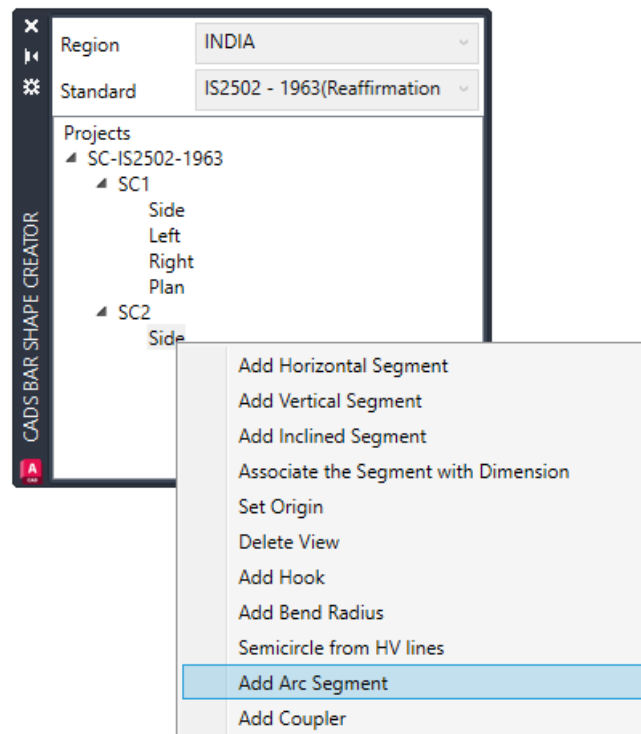 Region INDIA
Standard IS2502 - 1963(Reaffirmation
Projects
SC-IS2502-1963
SC1
Side
Left
Right
Plan
SC2
Side
CADS BAR SHAPE CREATOR
A
CAD
Add Horizontal Segment
Add Vertical Segment
Add Inclined Segment
Associate the Segment with Dimension
Set Origin
Delete View
Add Hook
Add Bend Radius
Semicircle from HV lines
Add Arc Segment
Add Coupler